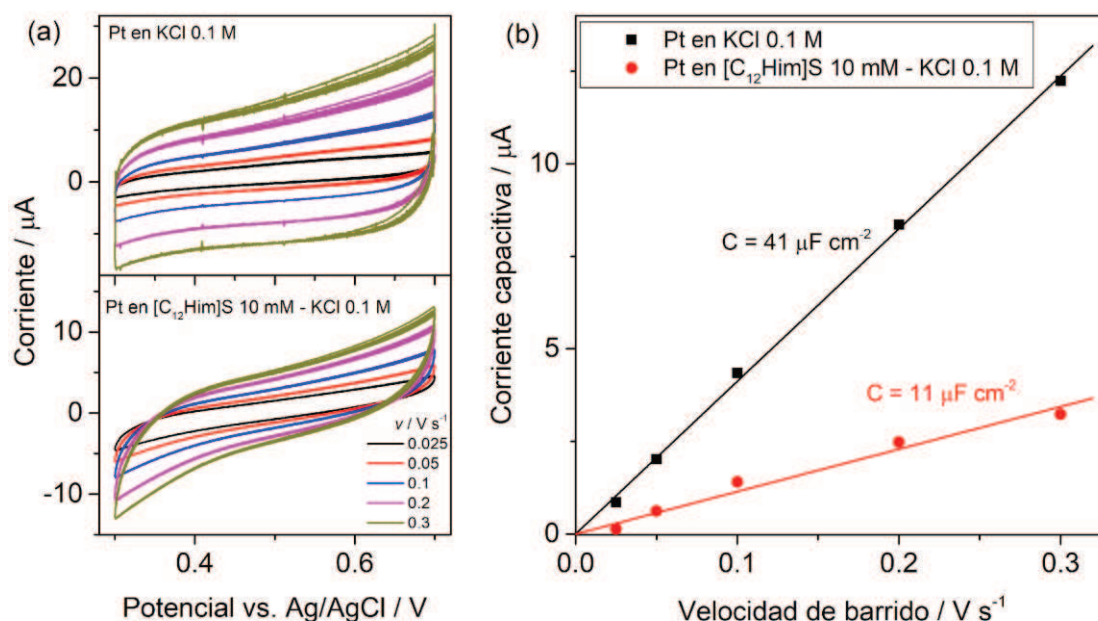 (a)
Pt en KCl 0.1 M
20
0
Corriente / µA
Pt en [C₁₂Him]S 10 mM - KCl 0.1 M
10
0
-10
v / V s⁻¹
0.025
0.05
0.1
0.2
0.3
0.4
0.6
Potencial vs. Ag/AgCl / V
(b)
Pt en KCl 0.1 M
Pt en [C₁₂Him]S 10 mM - KCl 0.1 M
Corriente capacitiva / µA
10
5
0
C = 41 µF cm⁻²
C = 11 µF cm⁻²
0.0
0.1
0.2
0.3
Velocidad de barrido / V s⁻¹